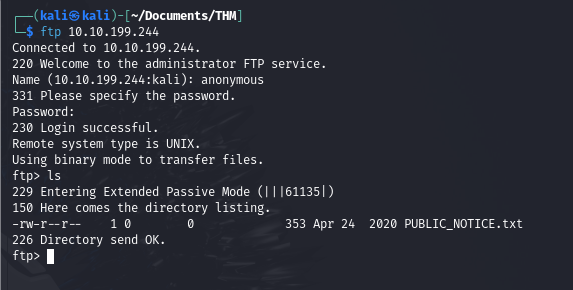 ┌──(kali㉿kali)-[~/Documents/THM]
└─$ ftp 10.10.199.244
Connected to 10.10.199.244.
220 Welcome to the administrator FTP service.
Name (10.10.199.244:kali): anonymous
331 Please specify the password.
Password:
230 Login successful.
Remote system type is UNIX.
Using binary mode to transfer files.
ftp> ls
229 Entering Extended Passive Mode (|||61135|)
150 Here comes the directory listing.
-rw-r--r--    1 0        0             353 Apr 24  2020 PUBLIC_NOTICE.txt
226 Directory send OK.
ftp>